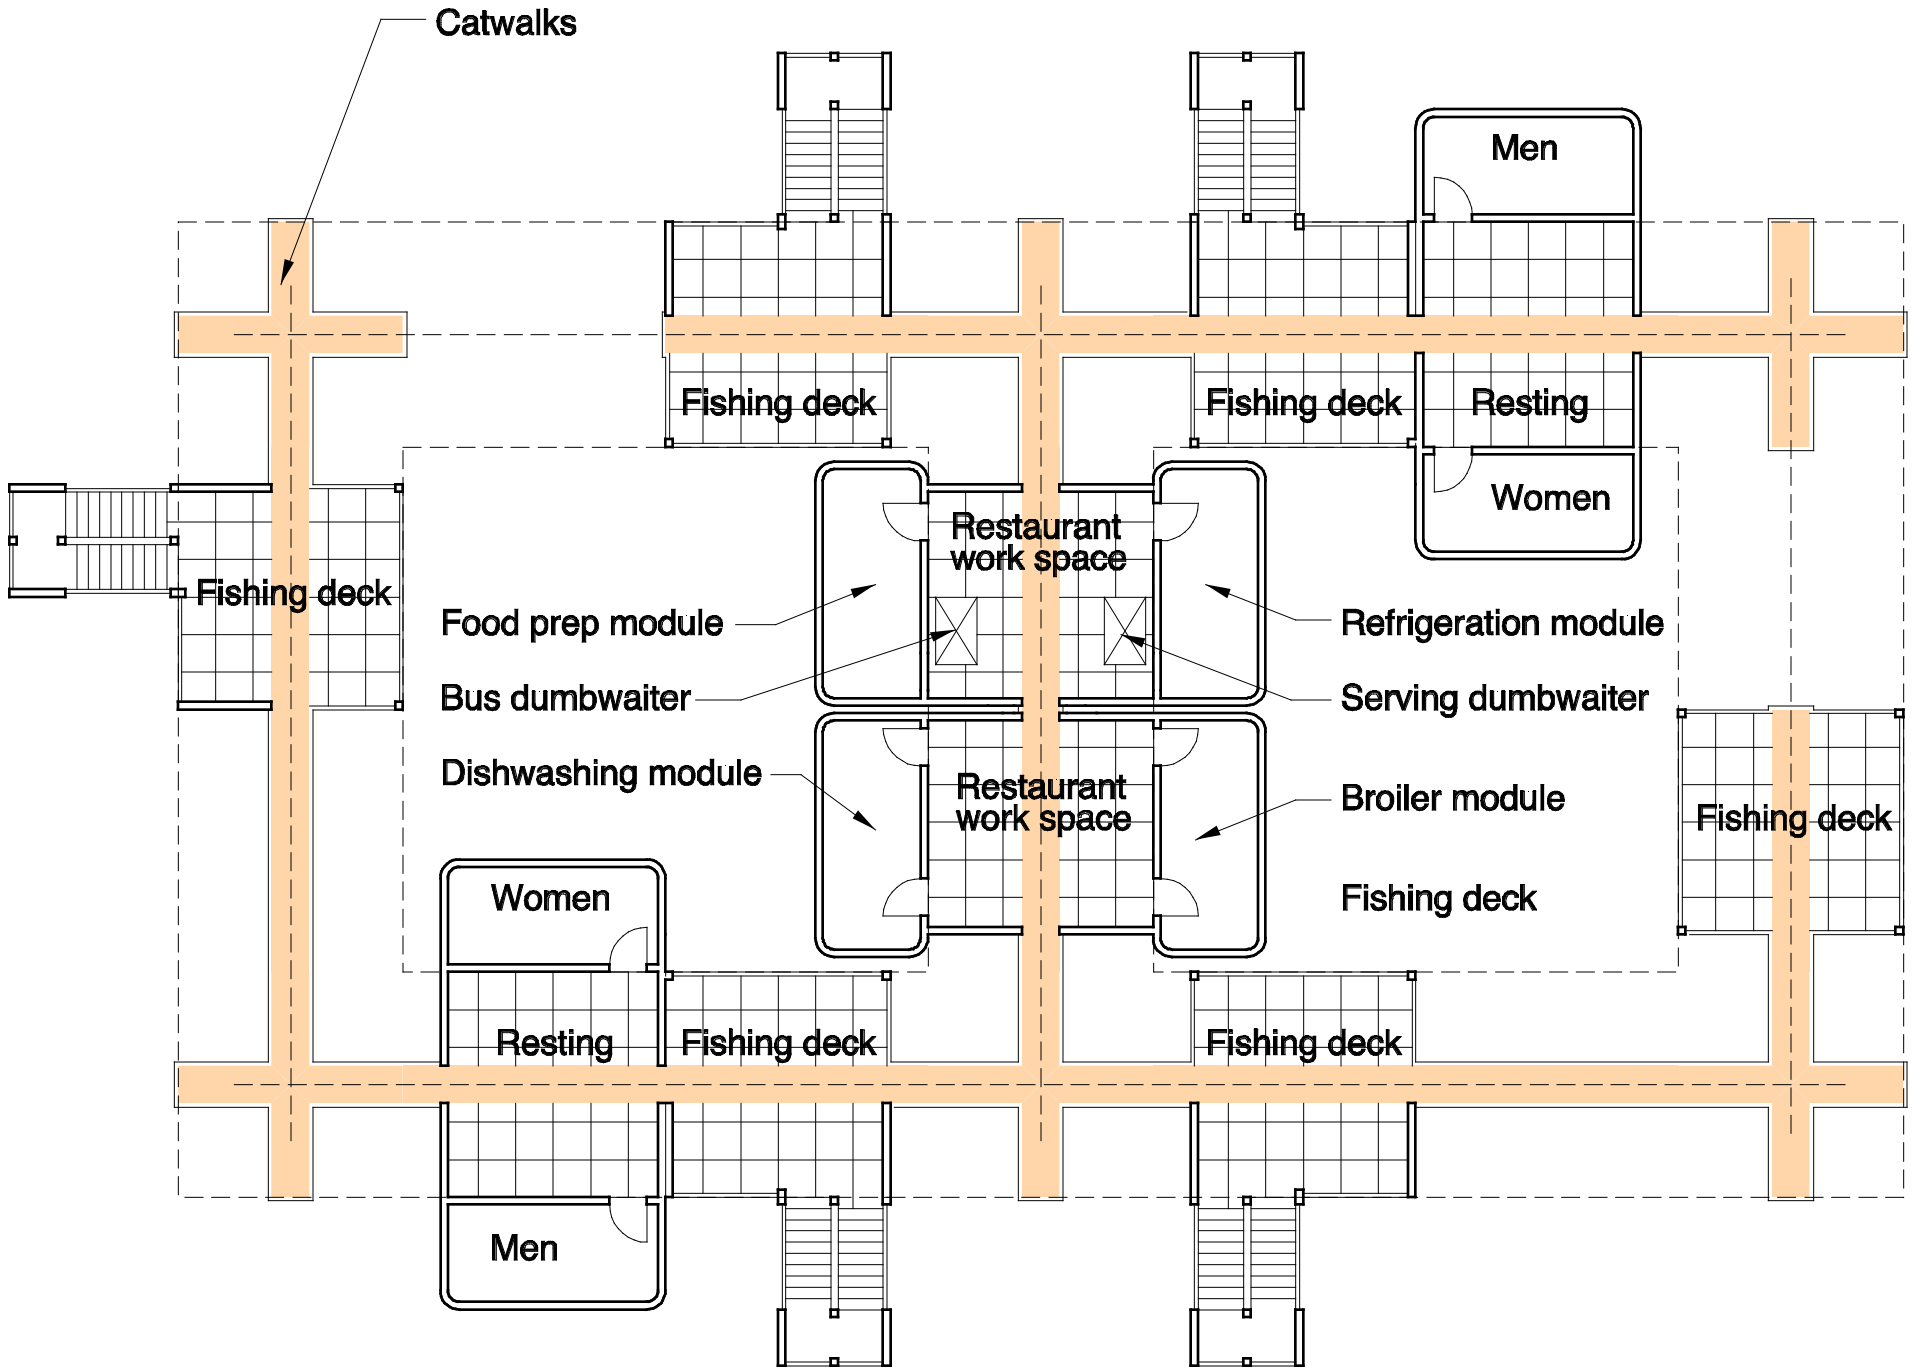 Catwalks
Men
Fishing deck
Fishing deck
Resting
Women
Restaurant
work space
Fishing deck
Food prep module
Refrigeration module
Bus dumbwaiter
Serving dumbwaiter
Dishwashing module
Restaurant
work space
Broiler module
Fishing deck
Women
Fishing deck
Resting
Fishing deck
Fishing deck
Men